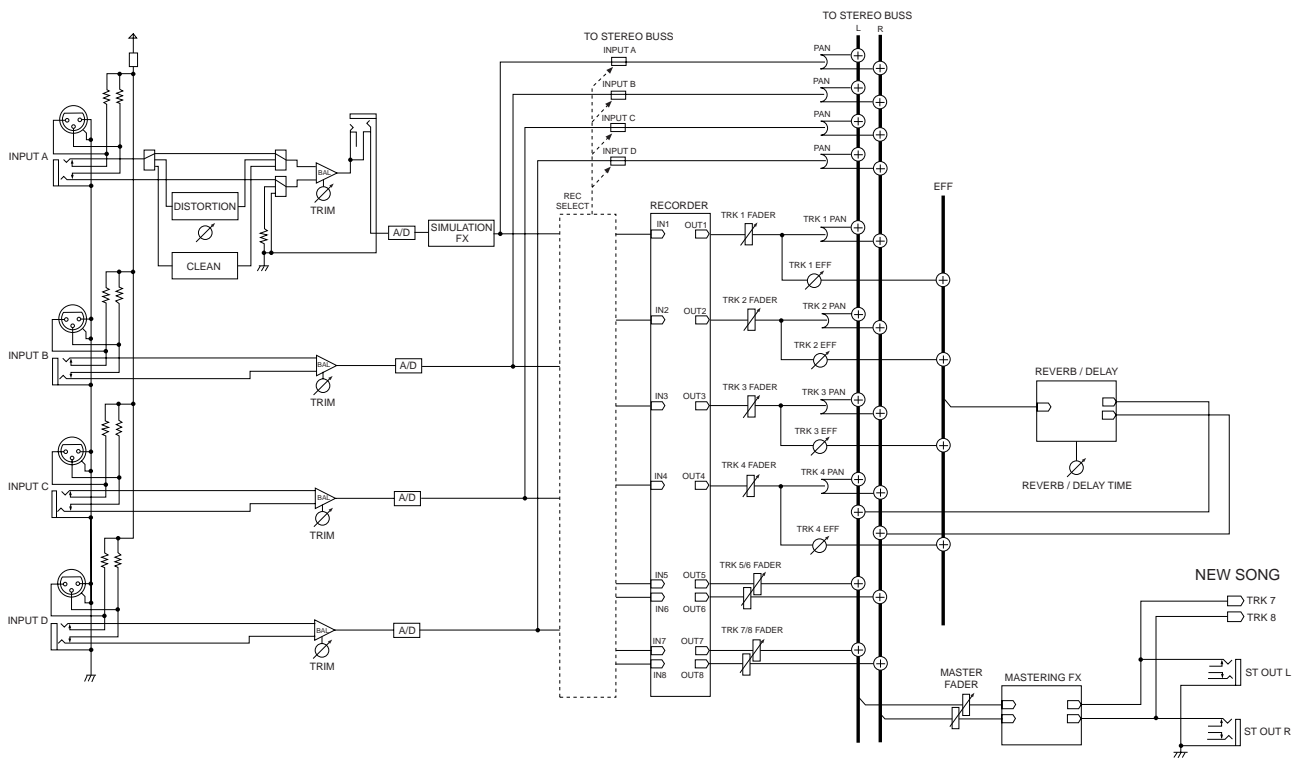 TO STEREO BUSS
L R
TO STEREO BUSS
INPUT A
PAN
INPUT B
PAN
INPUT C
PAN
INPUT D
PAN
INPUT A
BAL
TRIM
DISTORTION
CLEAN
A/D
SIMULATION
FX
REC
SELECT
RECORDER
EFF
IN1
OUT1
TRK 1 FADER
TRK 1 PAN
TRK 1 EFF
INPUT B
BAL
TRIM
A/D
IN2
OUT2
TRK 2 FADER
TRK 2 PAN
TRK 2 EFF
IN3
OUT3
TRK 3 FADER
TRK 3 PAN
TRK 3 EFF
REVERB / DELAY
REVERB / DELAY TIME
INPUT C
BAL
TRIM
A/D
IN4
OUT4
TRK 4 FADER
TRK 4 PAN
TRK 4 EFF
IN5
OUT5
TRK 5/6 FADER
IN6
OUT6
INPUT D
BAL
TRIM
A/D
IN7
OUT7
TRK 7/8 FADER
IN8
OUT8
NEW SONG
TRK 7
TRK 8
MASTER
FADER
MASTERING FX
ST OUT L
ST OUT R